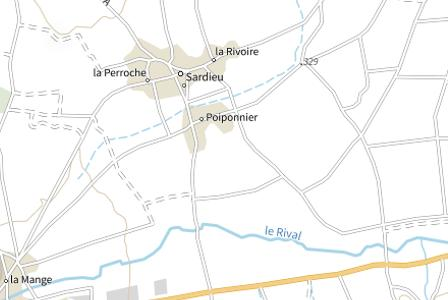 la Rivoire
329
la Perroche
Sardieu
Poiponnier
le Rival
la Mange